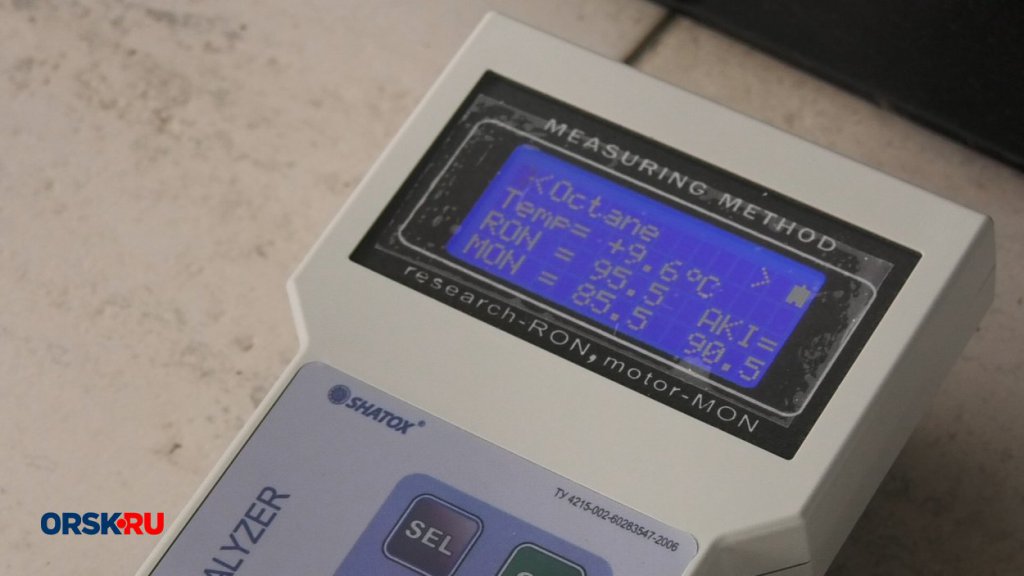 MEASURING METHOD
<Octane >
Temp= +9.6°C
RON = 95.5 AKI=
MON = 85.5 90.5
research-RON, motor-MON
SHATOX®
ТУ 4215-002-60283547-2006
SEL
ALYZER
ORSK.RU